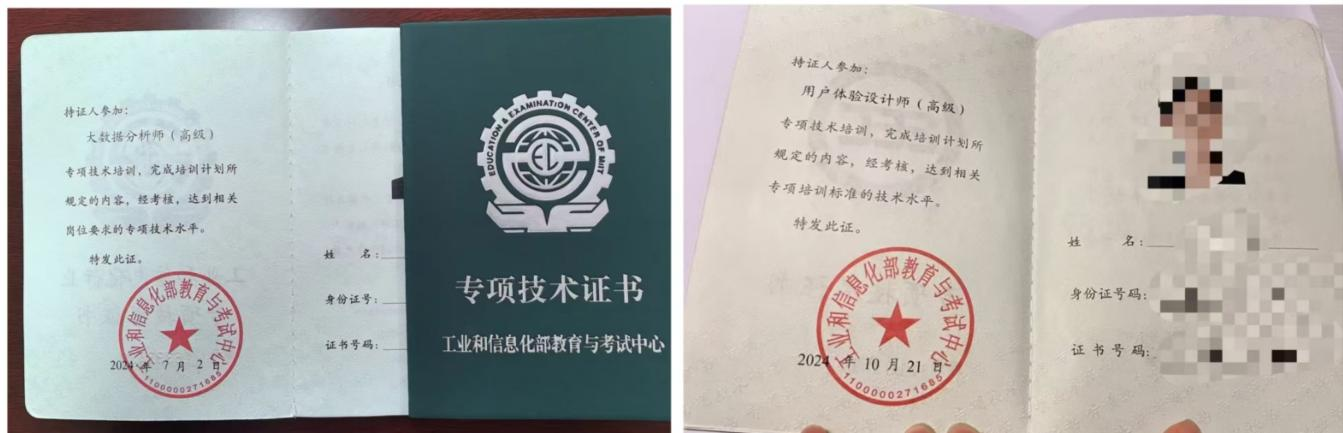 持证人参加：
大数据分析师（高级）
专项技术培训，完成培训计划所
规定的内容，经考核，达到相关
岗位要求的专项技术水平。
特发此证。
工业和信息化部教育与考试中心
2024 年 7 月 2 日
1100000271685
姓 名：
身份证号：
证书号码：
EDUCATION & EXAMINATION CENTER OF MIIT
EC
专项技术证书
工业和信息化部教育与考试中心
持证人参加：
用户体验设计师（高级）
专项技术培训，完成培训计划所
规定的内容，经考核，达到相关
专项培训标准的技术水平。
特发此证。
工业和信息化部教育与考试中心
2024 年 10 月 21 日
1100000271685
姓 名：
身份证号码：
证 书 号 码：